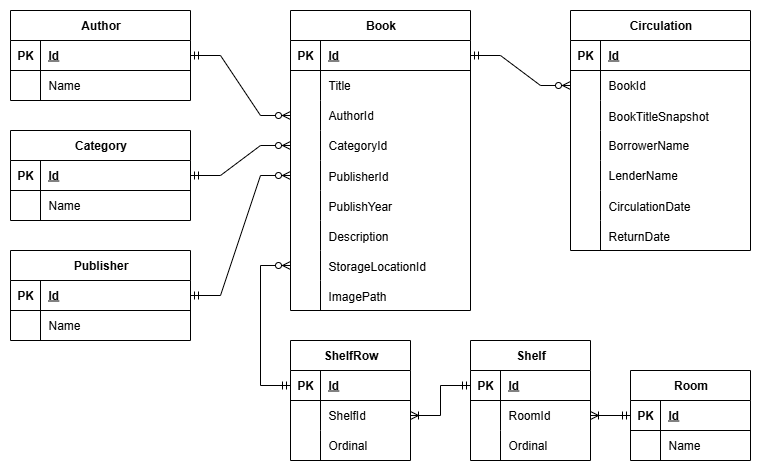 Author
PK Id
Name
Category
PK Id
Name
Publisher
PK Id
Name
Book
PK Id
Title
AuthorId
CategoryId
PublisherId
PublishYear
Description
StorageLocationId
ImagePath
Circulation
PK Id
BookId
BookTitleSnapshot
BorrowerName
LenderName
CirculationDate
ReturnDate
ShelfRow
PK Id
ShelfId
Ordinal
Shelf
PK Id
RoomId
Ordinal
Room
PK Id
Name